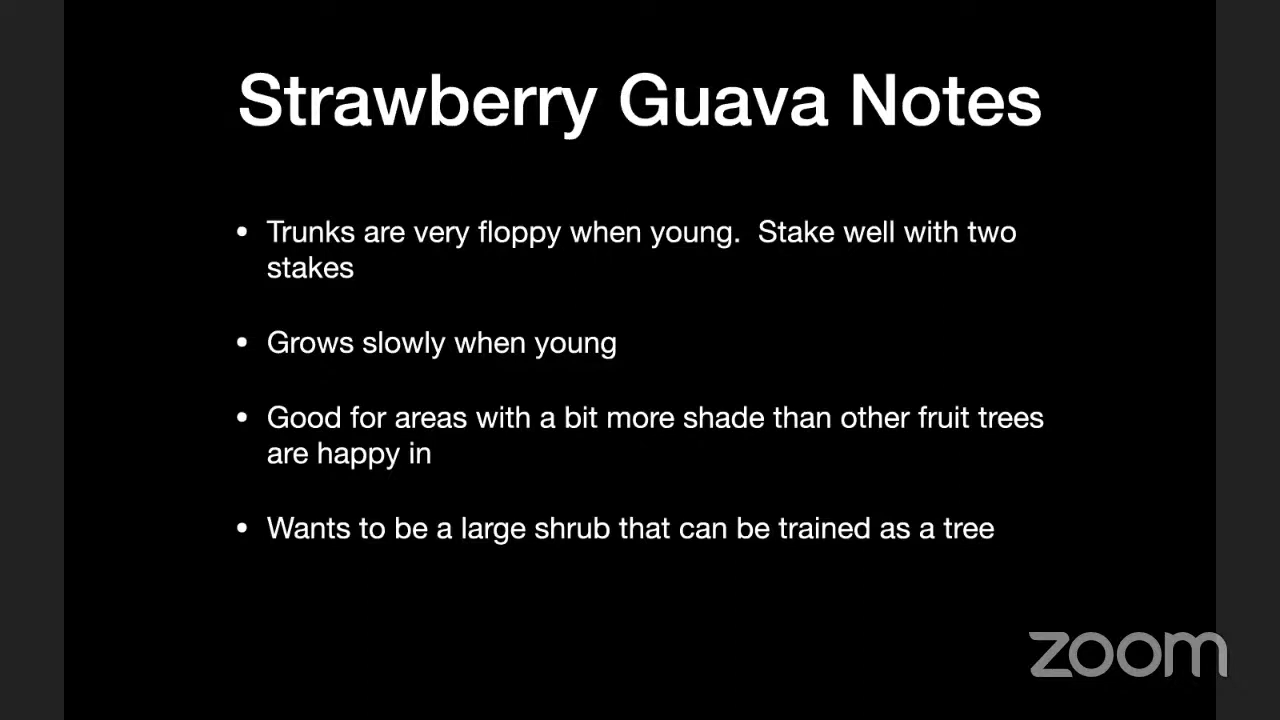 Strawberry Guava Notes
• Trunks are very floppy when young.  Stake well with two
stakes
• Grows slowly when young
• Good for areas with a bit more shade than other fruit trees
are happy in
• Wants to be a large shrub that can be trained as a tree
zoom